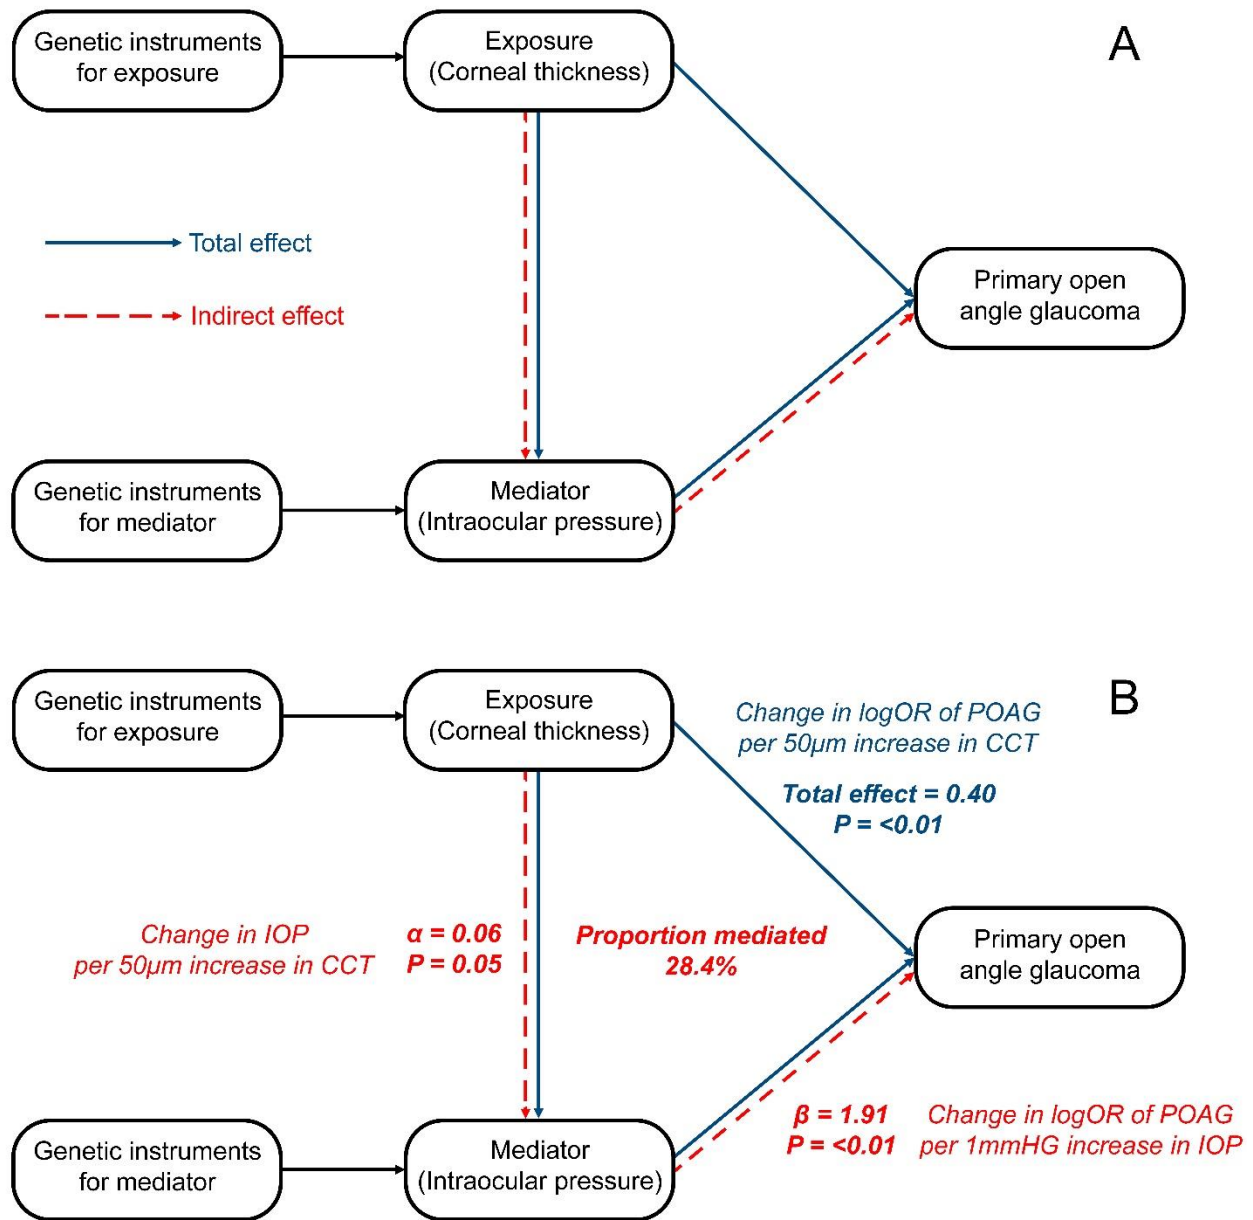 A
Genetic instruments
for exposure
Exposure
(Corneal thickness)
Total effect
Indirect effect
Primary open
angle glaucoma
Genetic instruments
for mediator
Mediator
(Intraocular pressure)
B
Genetic instruments
for exposure
Exposure
(Corneal thickness)
Change in logOR of POAG
per 50µm increase in CCT
Total effect = 0.40
P = <0.01
Change in IOP
per 50µm increase in CCT
α = 0.06
P = 0.05
Proportion mediated
28.4%
Primary open
angle glaucoma
Genetic instruments
for mediator
Mediator
(Intraocular pressure)
β = 1.91
P = <0.01
Change in logOR of POAG
per 1mmHG increase in IOP